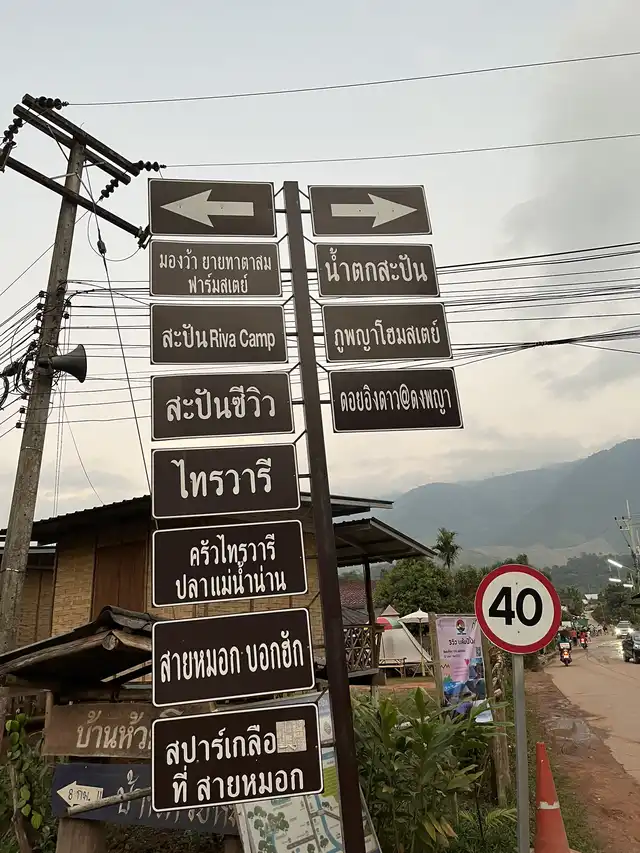 มองว้า ยายทาตาสม
ฟาร์มสเตย์
สะปัน Riva Camp
สะปันซีวิว
ไทรวารี
ครัวไทรวารี
ปลาแม่น้ำน่าน
สายหมอก บอกฮัก
สปาร์เกลือ
ที่ สายหมอก
น้ำตกสะปัน
ภูพญาโฮมสเตย์
ดอยอิงดาว@ดงพญา
40
บ้านหัว
8 กม.